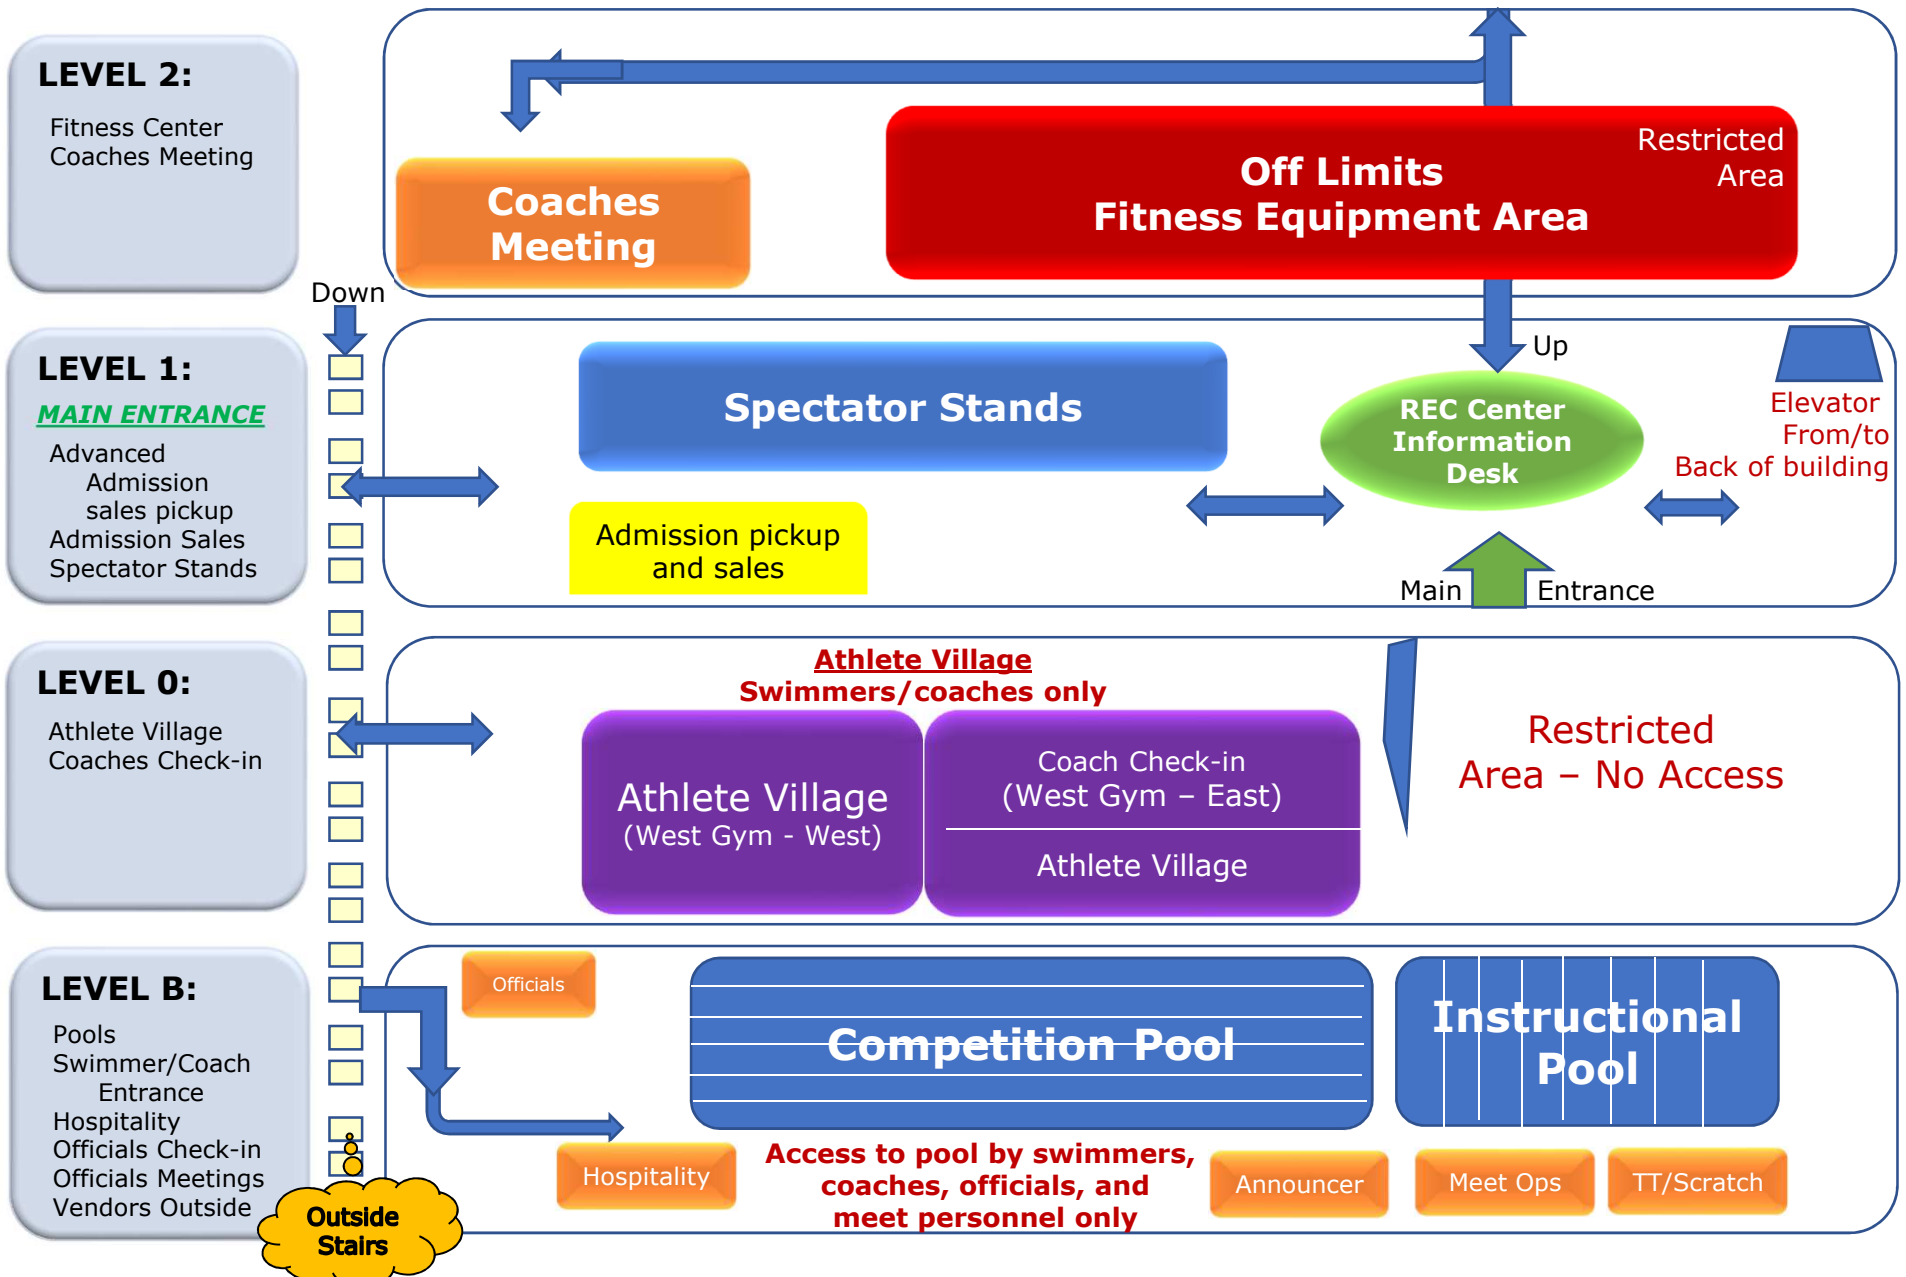 LEVEL 2:
Fitness Center
Coaches Meeting
Coaches
Meeting
Restricted
Area
Off Limits
Fitness Equipment Area
Down
LEVEL 1:
MAIN ENTRANCE
Advanced
Admission
sales pickup
Admission Sales
Spectator Stands
Spectator Stands
Admission pickup
and sales
Up
REC Center
Information
Desk
Elevator
From/to
Back of building
Main
Entrance
LEVEL 0:
Athlete Village
Coaches Check-in
Athlete Village
Swimmers/coaches only
Athlete Village
(West Gym - West)
Coach Check-in
(West Gym – East)
Athlete Village
Restricted
Area – No Access
LEVEL B:
Pools
Swimmer/Coach
Entrance
Hospitality
Officials Check-in
Officials Meetings
Vendors Outside
Outside
Stairs
Officials
Competition Pool
Instructional
Pool
Hospitality
Access to pool by swimmers,
coaches, officials, and
meet personnel only
Announcer
Meet Ops
TT/Scratch